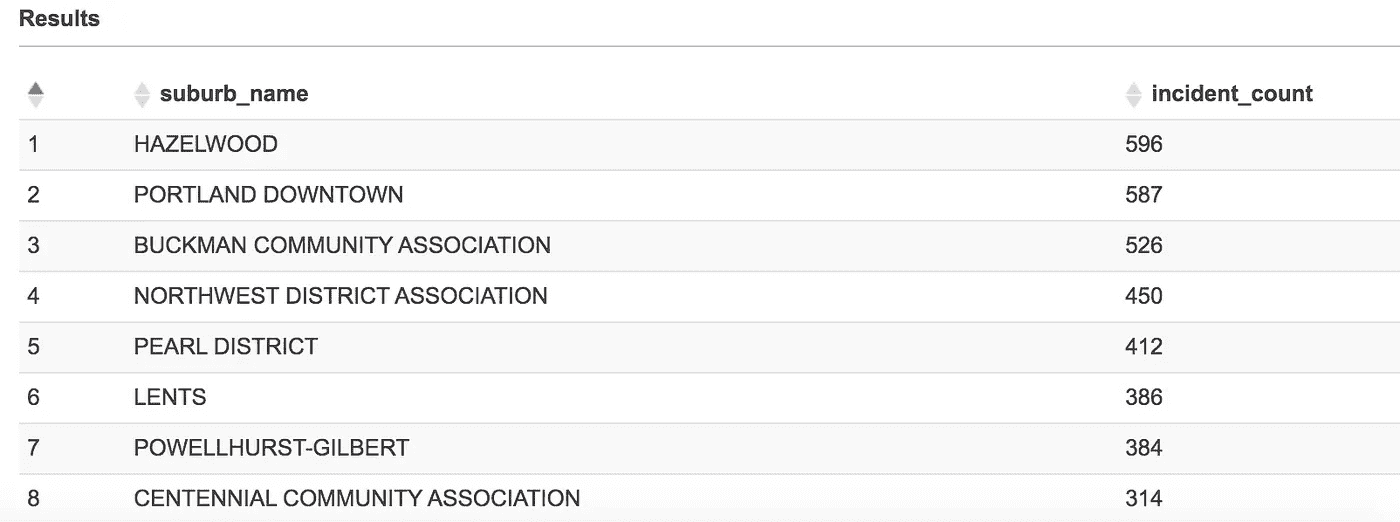 Results
suburb_name incident_count
1 HAZELWOOD 596
2 PORTLAND DOWNTOWN 587
3 BUCKMAN COMMUNITY ASSOCIATION 526
4 NORTHWEST DISTRICT ASSOCIATION 450
5 PEARL DISTRICT 412
6 LENTS 386
7 POWELLHURST-GILBERT 384
8 CENTENNIAL COMMUNITY ASSOCIATION 314